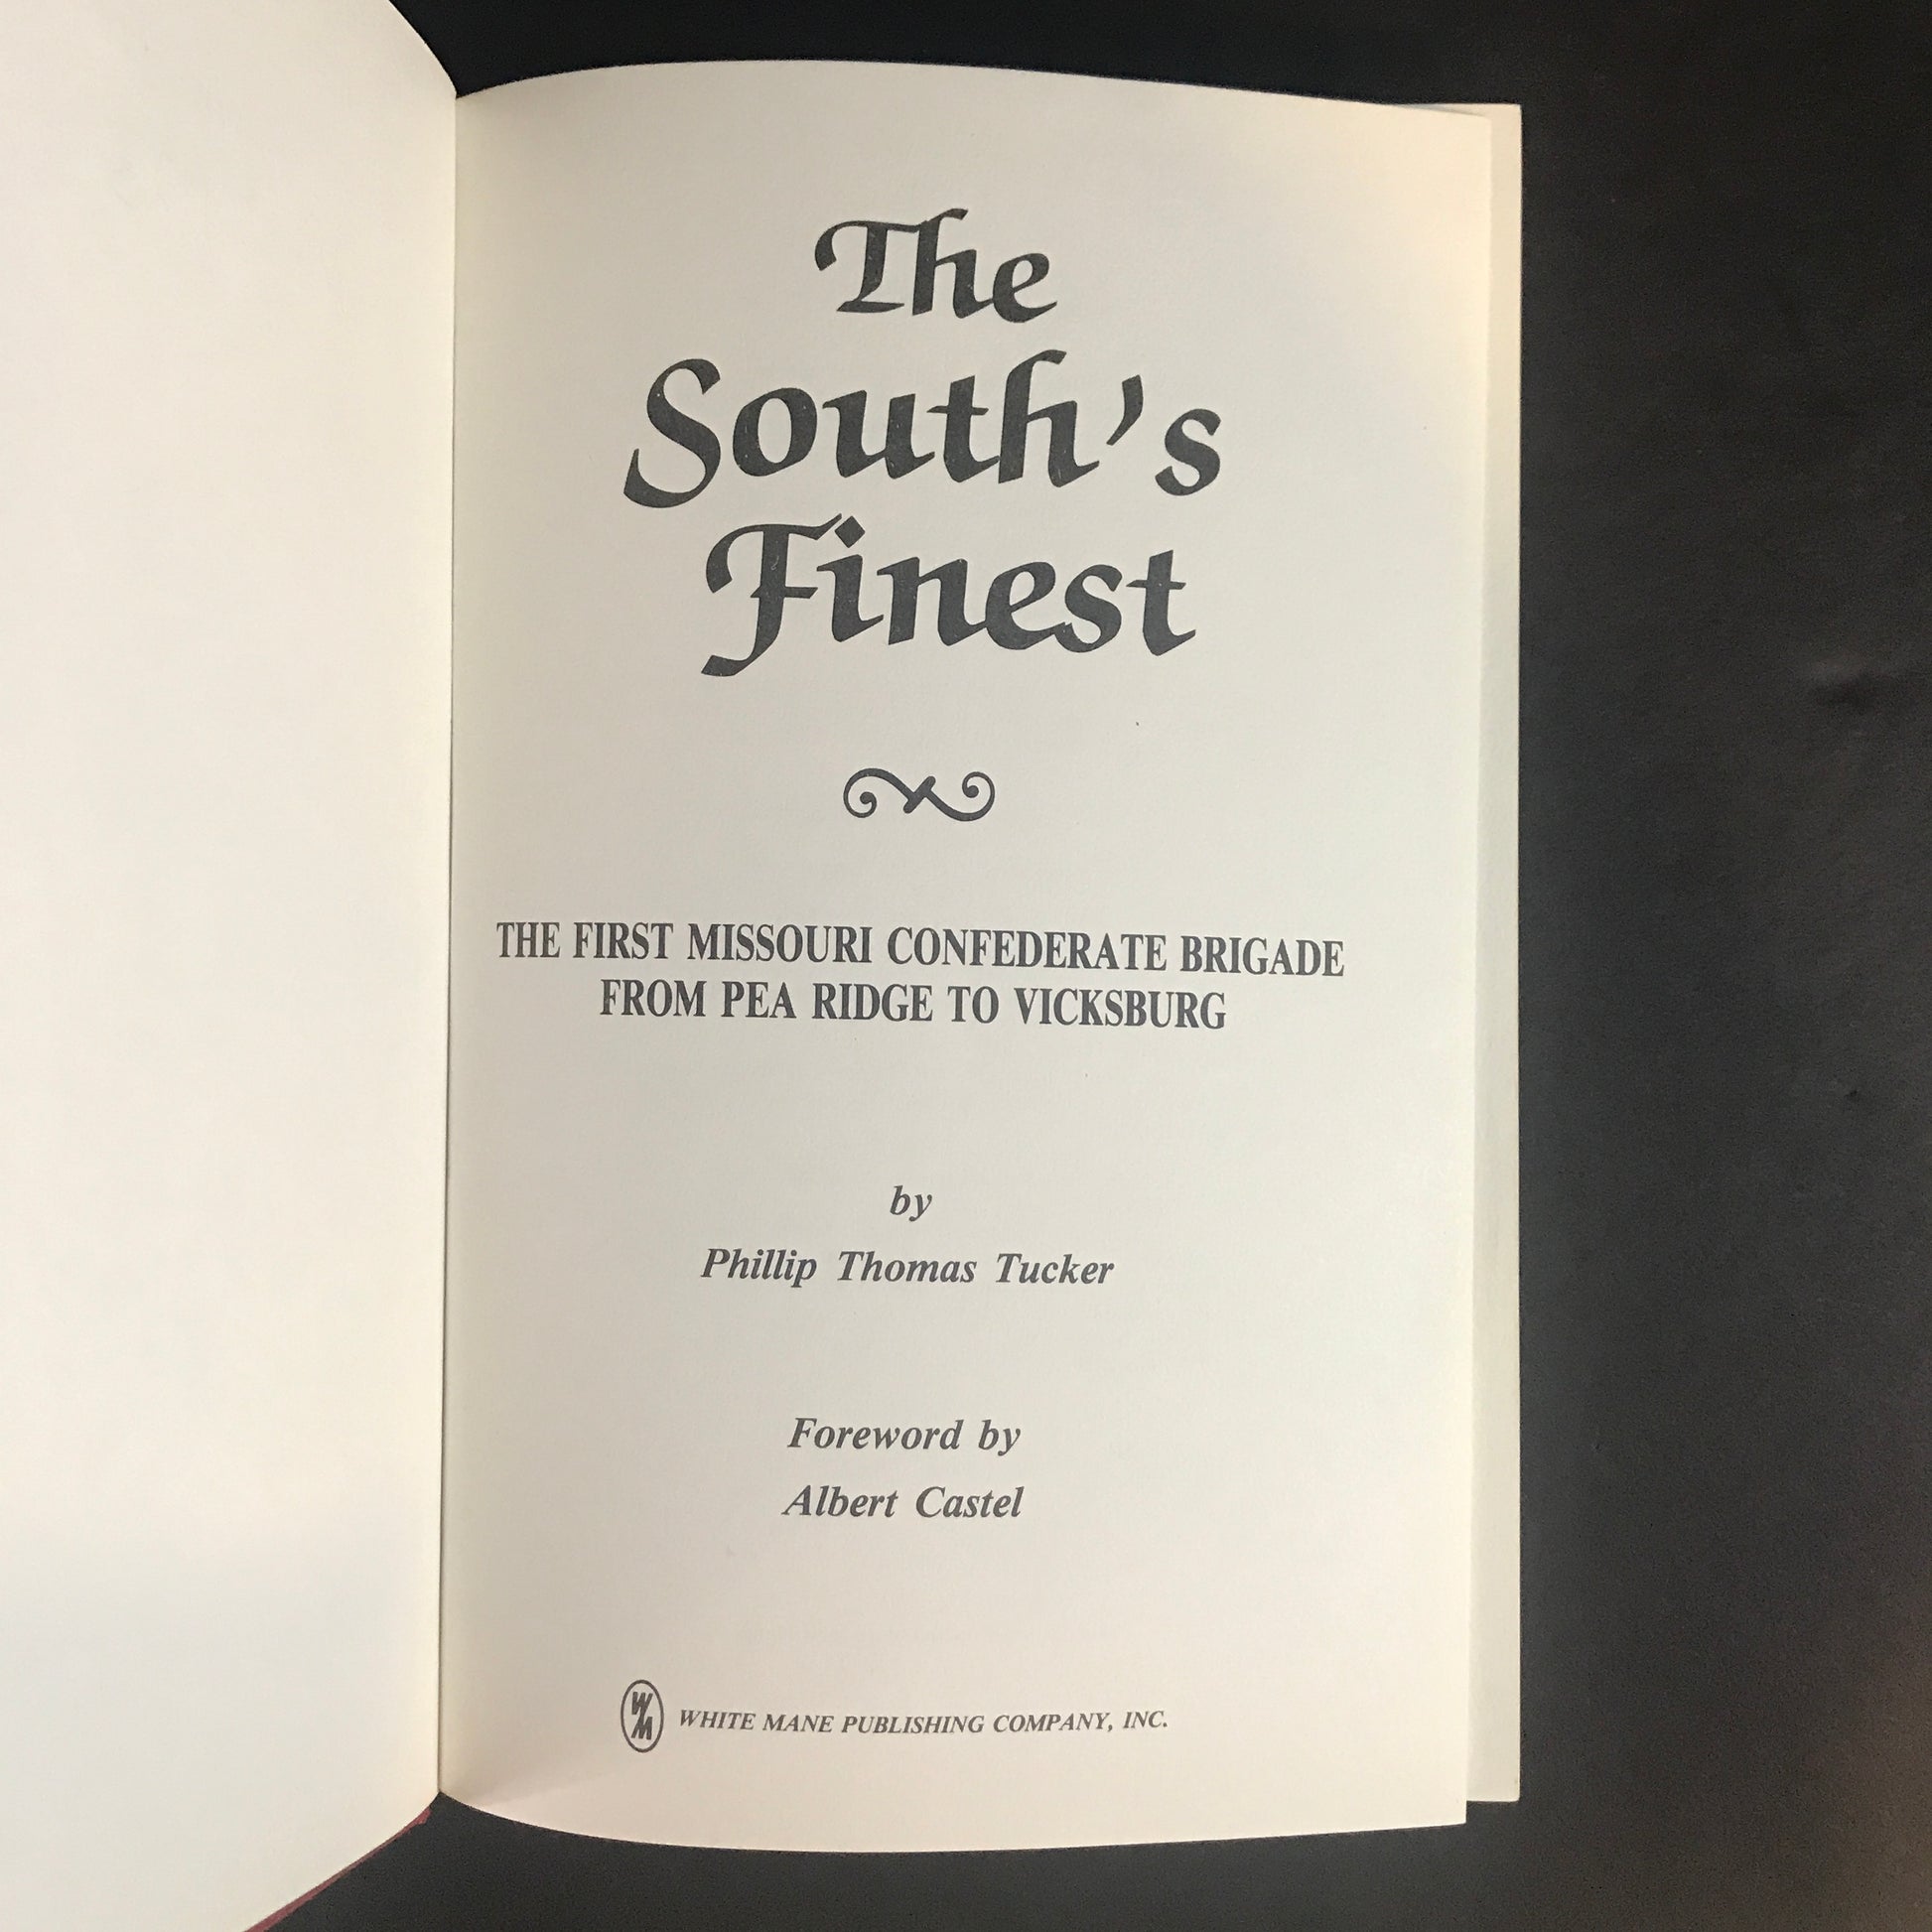 The
South's
Finest
THE FIRST MISSOURI CONFEDERATE BRIGADE
FROM PEA RIDGE TO VICKSBURG
by
Phillip Thomas Tucker
Foreword by
Albert Castel
WM WHITE MANE PUBLISHING COMPANY, INC.